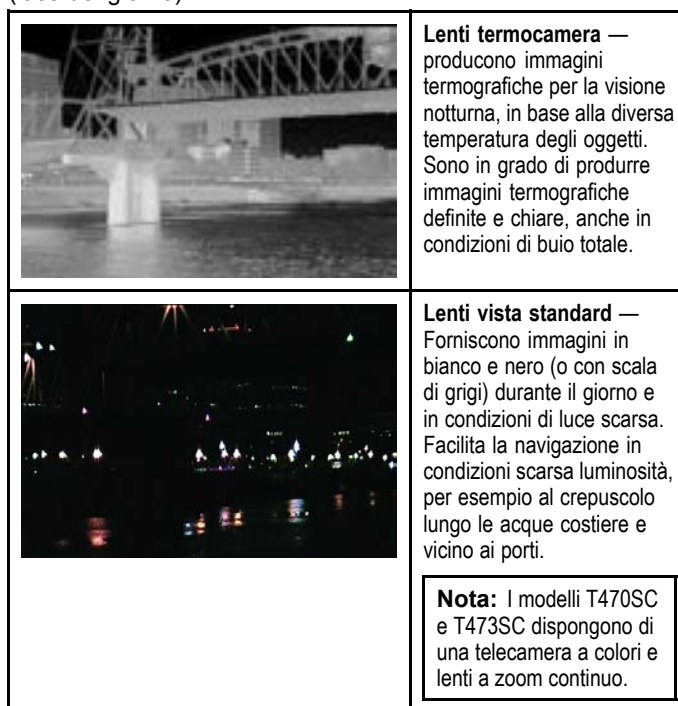 Lenti termocamera —
producono immagini
termografiche per la visione
notturna, in base alla diversa
temperatura degli oggetti.
Sono in grado di produrre
immagini termografiche
definite e chiare, anche in
condizioni di buio totale.
Lenti vista standard —
Forniscono immagini in
bianco e nero (o con scala
di grigi) durante il giorno e
in condizioni di luce scarsa.
Facilita la navigazione in
condizioni scarsa luminosità,
per esempio al crepuscolo
lungo le acque costiere e
vicino ai porti.
Nota: I modelli T470SC
e T473SC dispongono di
una telecamera a colori e
lenti a zoom continuo.